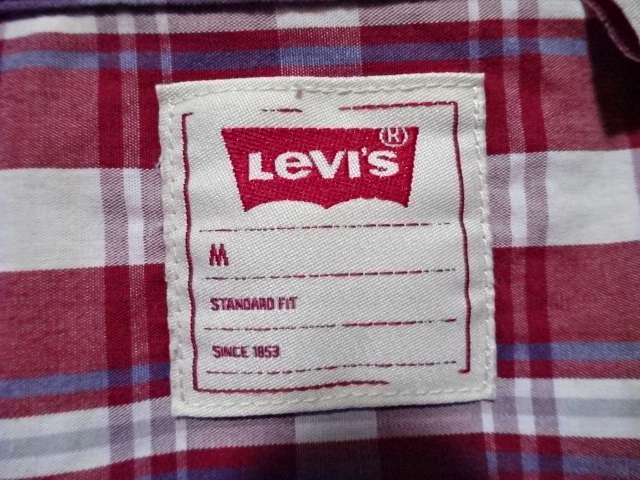 Levi's ®
M
STANDARD FIT
SINCE 1853